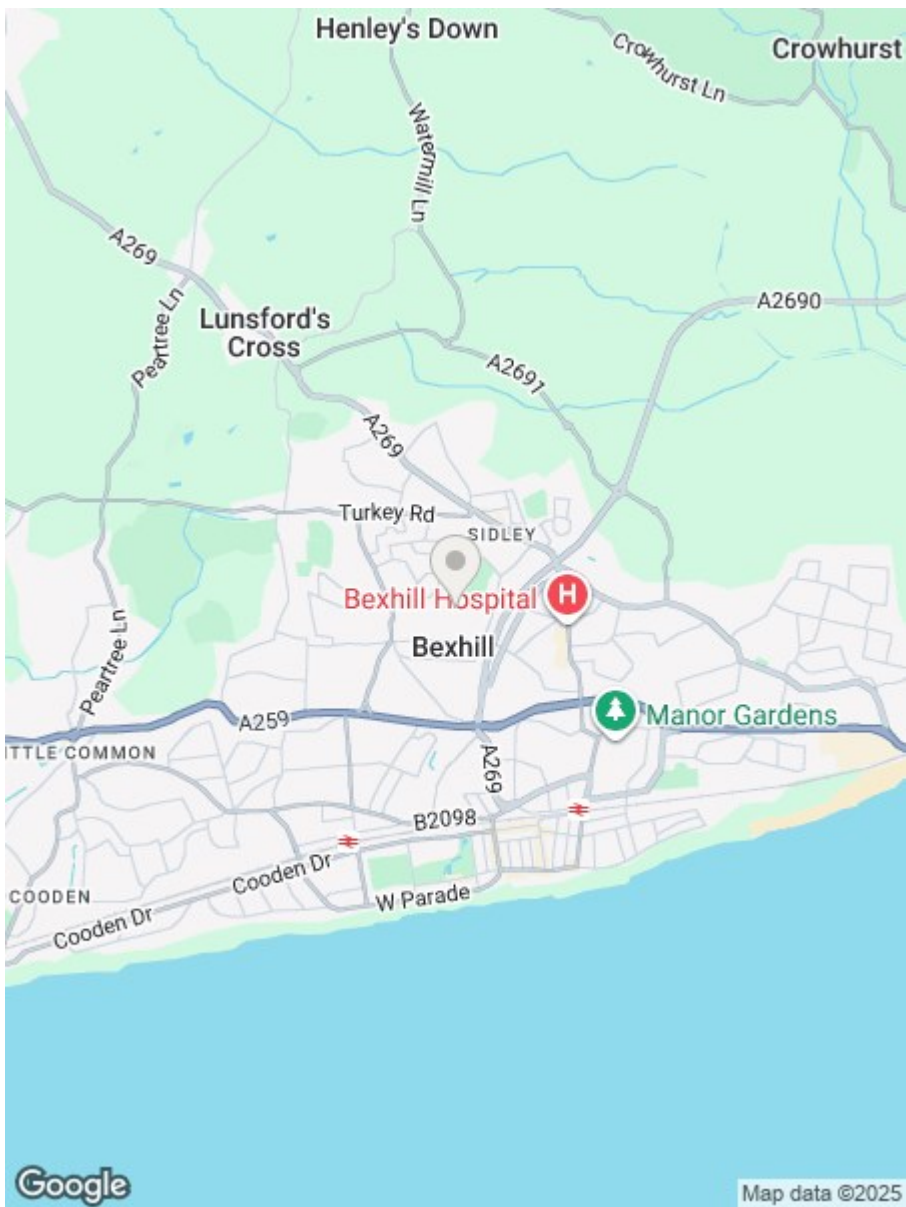 Henley's Down
Crowhurst Ln
Crowhurst
Watermill Ln
A269
A2690
Peartree Ln
Lunsford's
Cross
A2691
A269
Turkey Rd
SIDLEY
Bexhill Hospital
H
Bexhill
Peartree Ln
A259
Manor Gardens
ITTLE COMMON
A269
B2098
Cooden Dr
W Parade
COODEN
Cooden Dr
Google
Map data ©2025